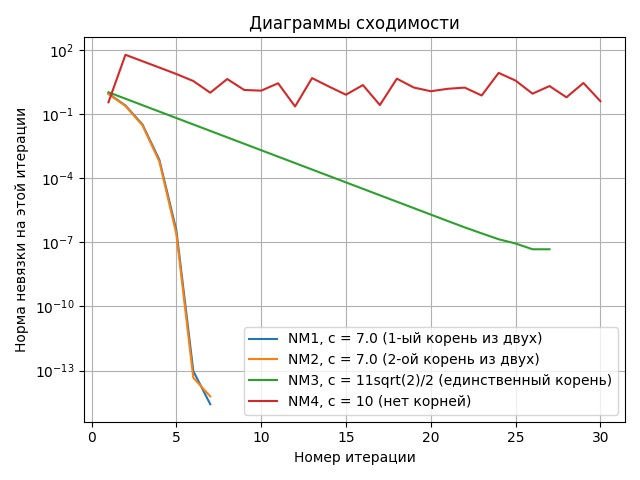 Диаграммы сходимости
Норма невязки на этой итерации
10²
10⁻¹
10⁻⁴
10⁻⁷
10⁻¹⁰
10⁻¹³
NM1, c = 7.0 (1-ый корень из двух)
NM2, c = 7.0 (2-ой корень из двух)
NM3, c = 11sqrt(2)/2 (единственный корень)
NM4, c = 10 (нет корней)
0 5 10 15 20 25 30
Номер итерации